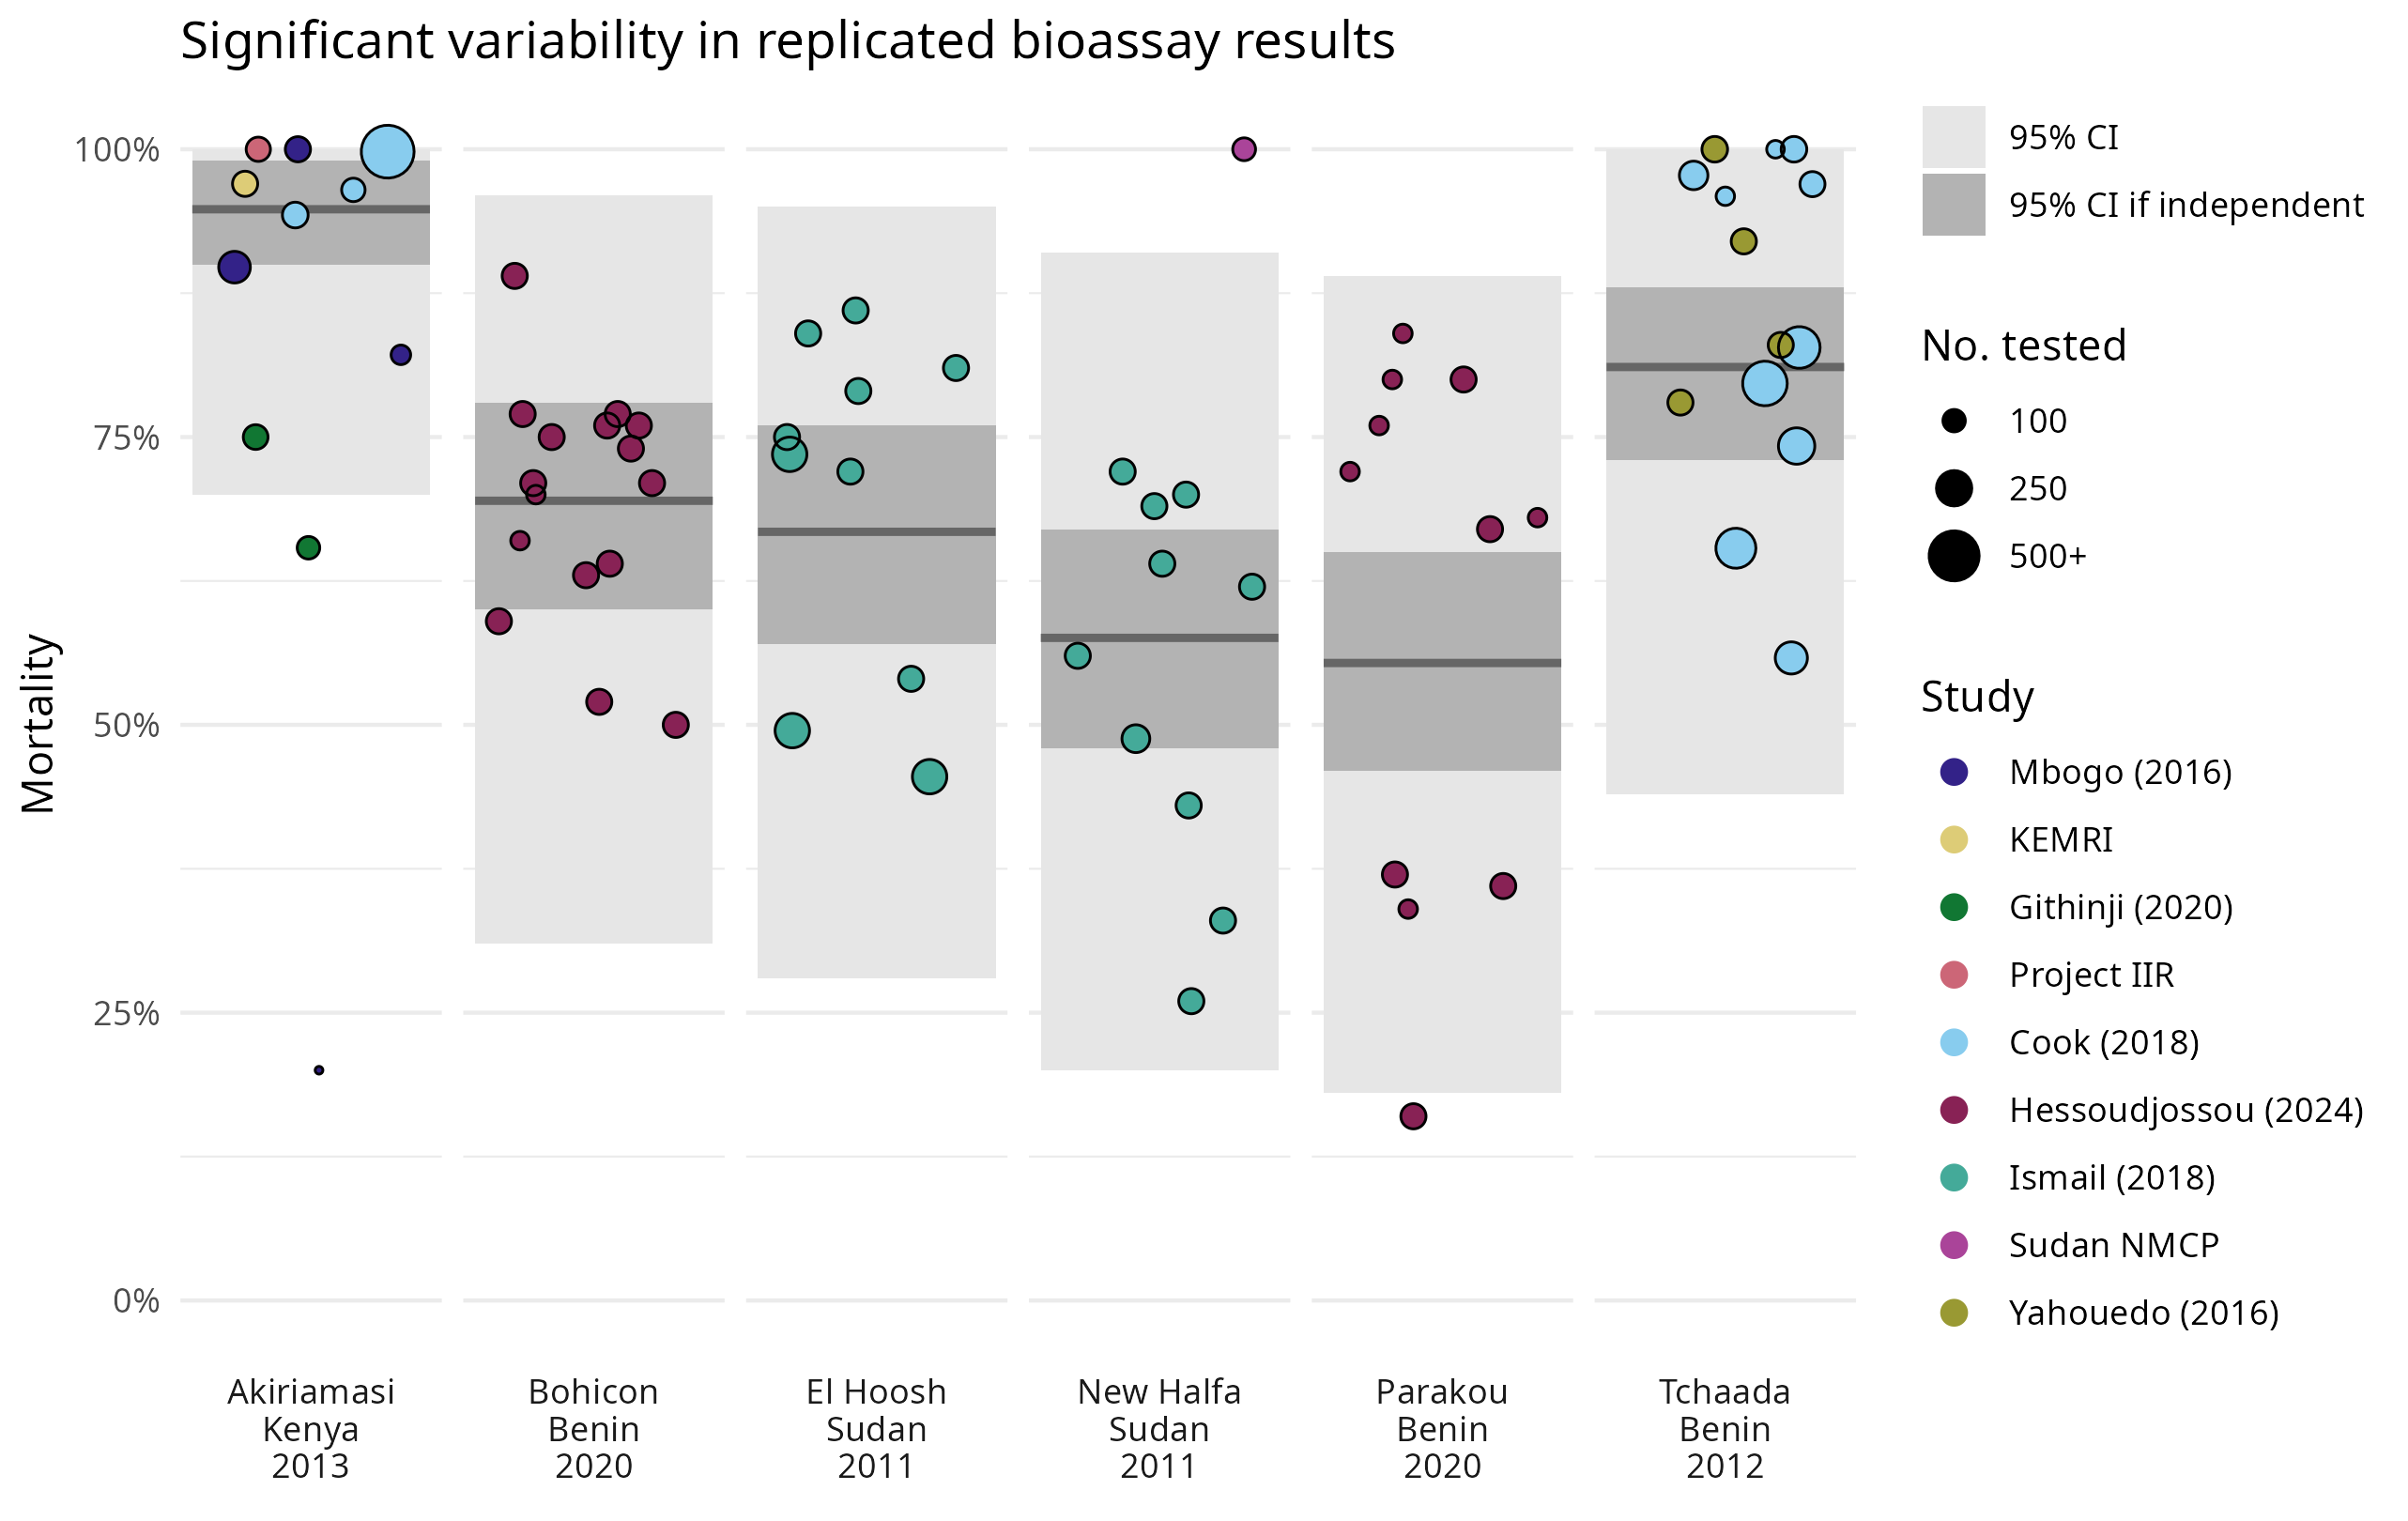 Significant variability in replicated bioassay results
Mortality
100%
75%
50%
25%
0%
Akiriamasi
Kenya
2013
Bohicon
Benin
2020
El Hoosh
Sudan
2011
New Halfa
Sudan
2011
Parakou
Benin
2020
Tchaada
Benin
2012
95% CI
95% CI if independent
No. tested
100
250
500+
Study
Mbogo (2016)
KEMRI
Githinji (2020)
Project IIR
Cook (2018)
Hessoudjossou (2024)
Ismail (2018)
Sudan NMCP
Yahouedo (2016)